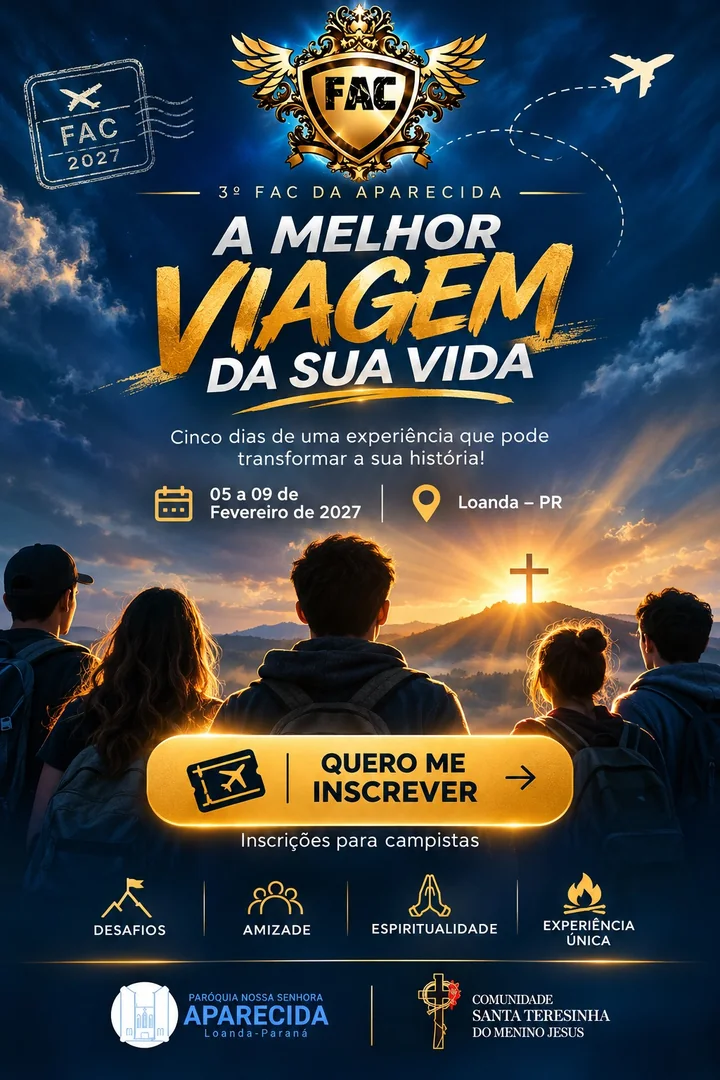 FAC
FAC
2027
3º FAC DA APARECIDA
A MELHOR
VIAGEM
DA SUA VIDA
Cinco dias de uma experiência que pode
transformar a sua história!
05 a 09 de
Fevereiro de 2027
Loanda – PR
QUERO ME
INSCREVER
Inscrições para campistas
DESAFIOS
AMIZADE
ESPIRITUALIDADE
EXPERIÊNCIA
ÚNICA
PARÓQUIA NOSSA SENHORA
APARECIDA
Loanda-Paraná
COMUNIDADE
SANTA TERESINHA
DO MENINO JESUS